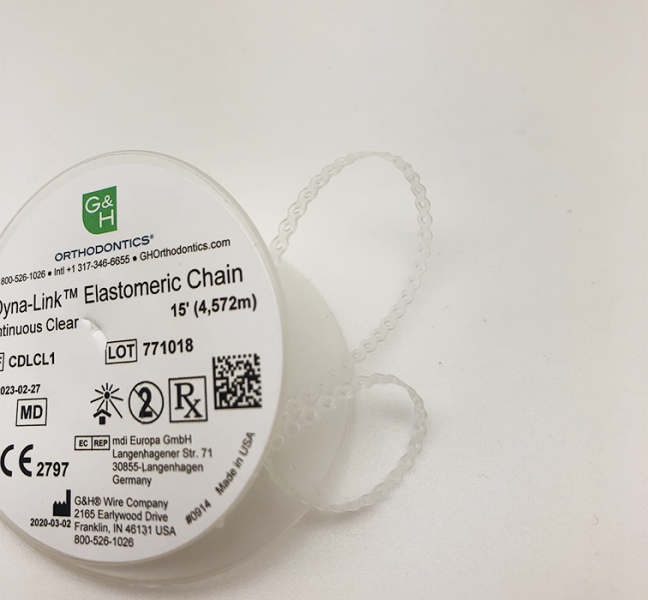 G&
H
ORTHODONTICS®
800-526-1026 ● Intl +1 317-346-6655 ● GHOrthodontics.com
Dyna-Link™ Elastomeric Chain
15' (4,572m)
ntinuous Clear
CDLCL1
LOT 771018
023-02-27
MD
2
Rx
EC REP
mdi Europa GmbH
Langenhagener Str. 71
30855-Langenhagen
Germany
CE 2797
G&H® Wire Company
2165 Earlywood Drive
Franklin, IN 46131 USA
800-526-1026
2020-03-02
#0914 Made in USA